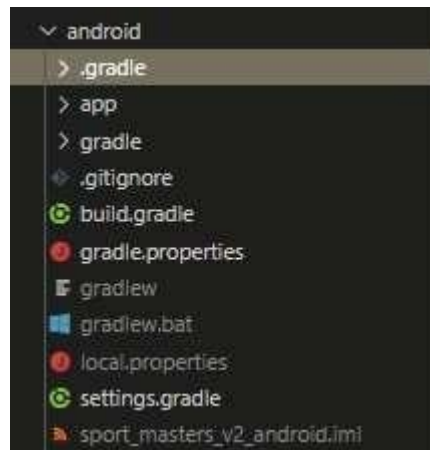 android
.gradle
app
gradle
.gitignore
build.gradle
gradle.properties
gradlew
gradlew.bat
local.properties
settings.gradle
sport_masters_v2_android.iml